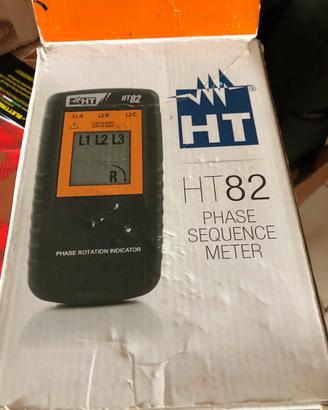 HT HT82
L1:A L2:B L3:C
L1 L2 L3
R
PHASE ROTATION INDICATOR
HT®
HT82
PHASE
SEQUENCE
METER